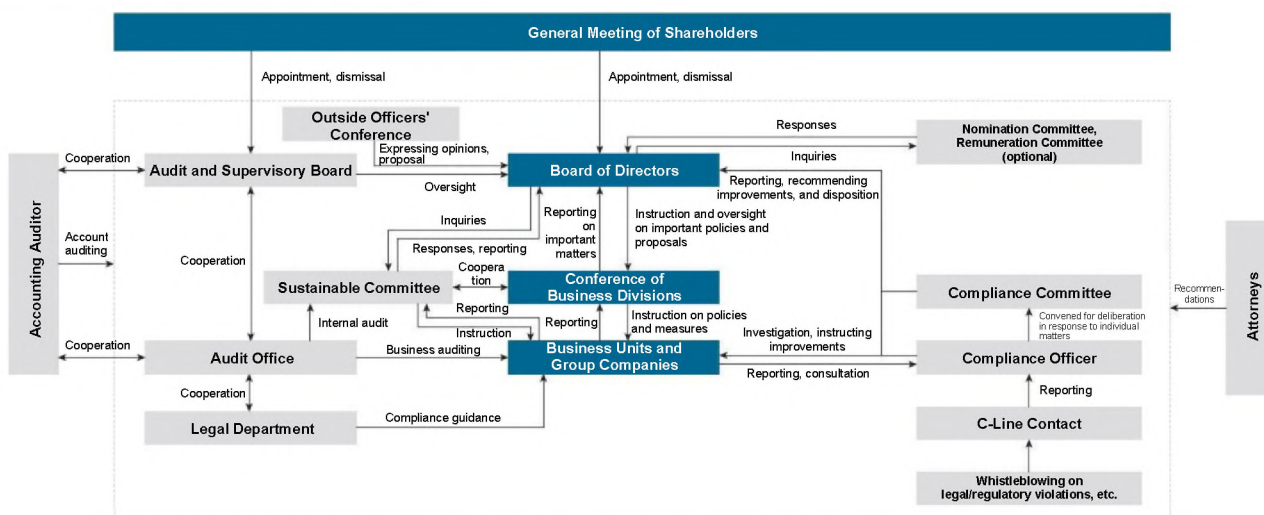 General Meeting of Shareholders
Appointment, dismissal
Appointment, dismissal
Outside Officers'
Conference
Expressing opinions,
proposal
Responses
Nomination Committee,
Remuneration Committee
(optional)
Inquiries
Cooperation
Audit and Supervisory Board
Oversight
Board of Directors
Reporting, recommending
improvements, and disposition
Accounting Auditor
Account
auditing
Cooperation
Inquiries
Responses, reporting
Reporting
on
important
matters
Instruction and oversight
on important policies and
proposals
Sustainable Committee
Coopera
tion
Conference of
Business Divisions
Compliance Committee
Recommen-
dations
Attorneys
Internal audit
Reporting
Instruction
Reporting
Instruction on policies
and measures
Investigation, instructing
improvements
Convened for deliberation
in response to individual
matters
Cooperation
Audit Office
Business auditing
Business Units and
Group Companies
Reporting, consultation
Compliance Officer
Cooperation
Reporting
Legal Department
Compliance guidance
C-Line Contact
Whistleblowing on
legal/regulatory violations, etc.